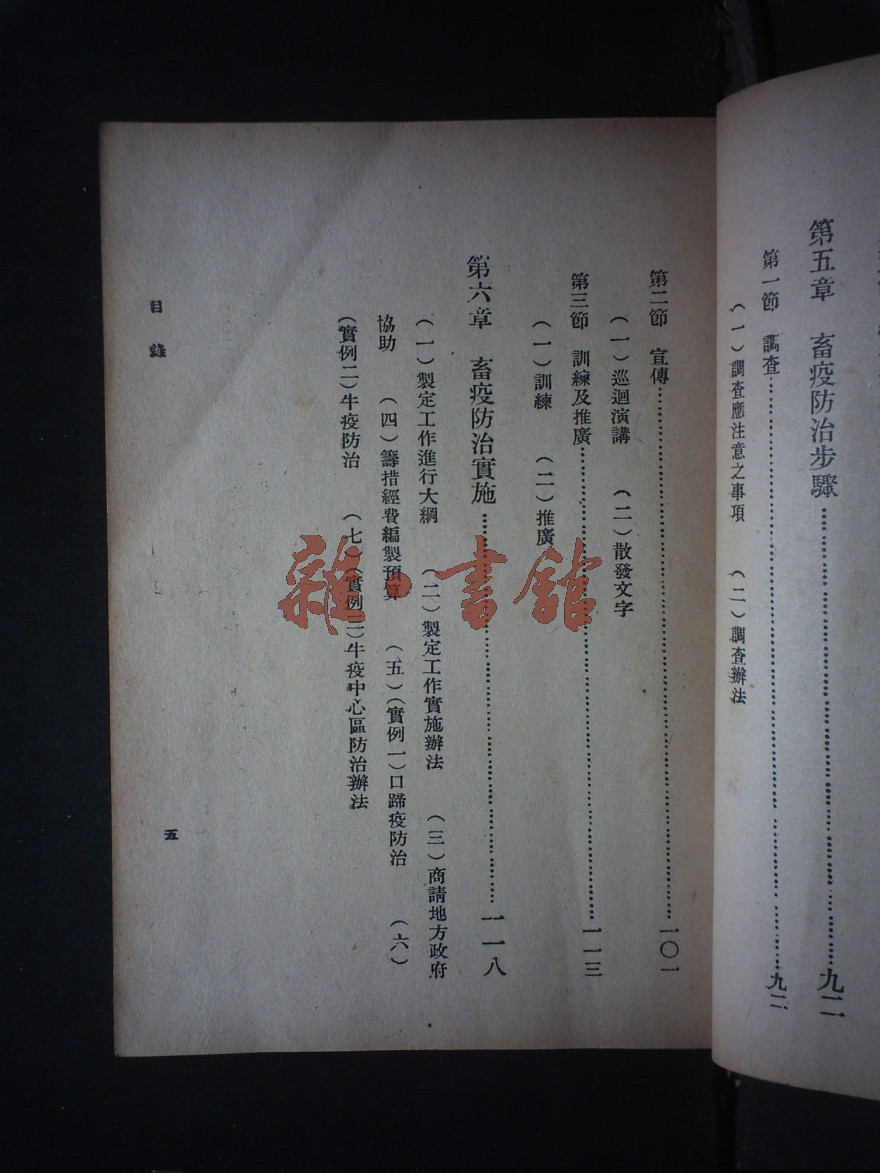 第五章 畜疫防治步驟……九二
第一節 調查……九二
（一）調查應注意之事項 （二）調查辦法
第二節 宣傳……一〇一
（一）巡迴演講 （二）散發文字
第三節 訓練及推廣……一一三
（一）訓練 （二）推廣
第六章 畜疫防治實施……一一八
（一）製定工作進行大綱 （二）製定工作實施辦法 （三）商請地方政府
協助 （四）籌措經費編製預算 （五）（實例一）口蹄疫防治 （六）
（實例二）牛疫防治 （七）（實例三）牛疫中心區防治辦法
目錄
五
雜·書館